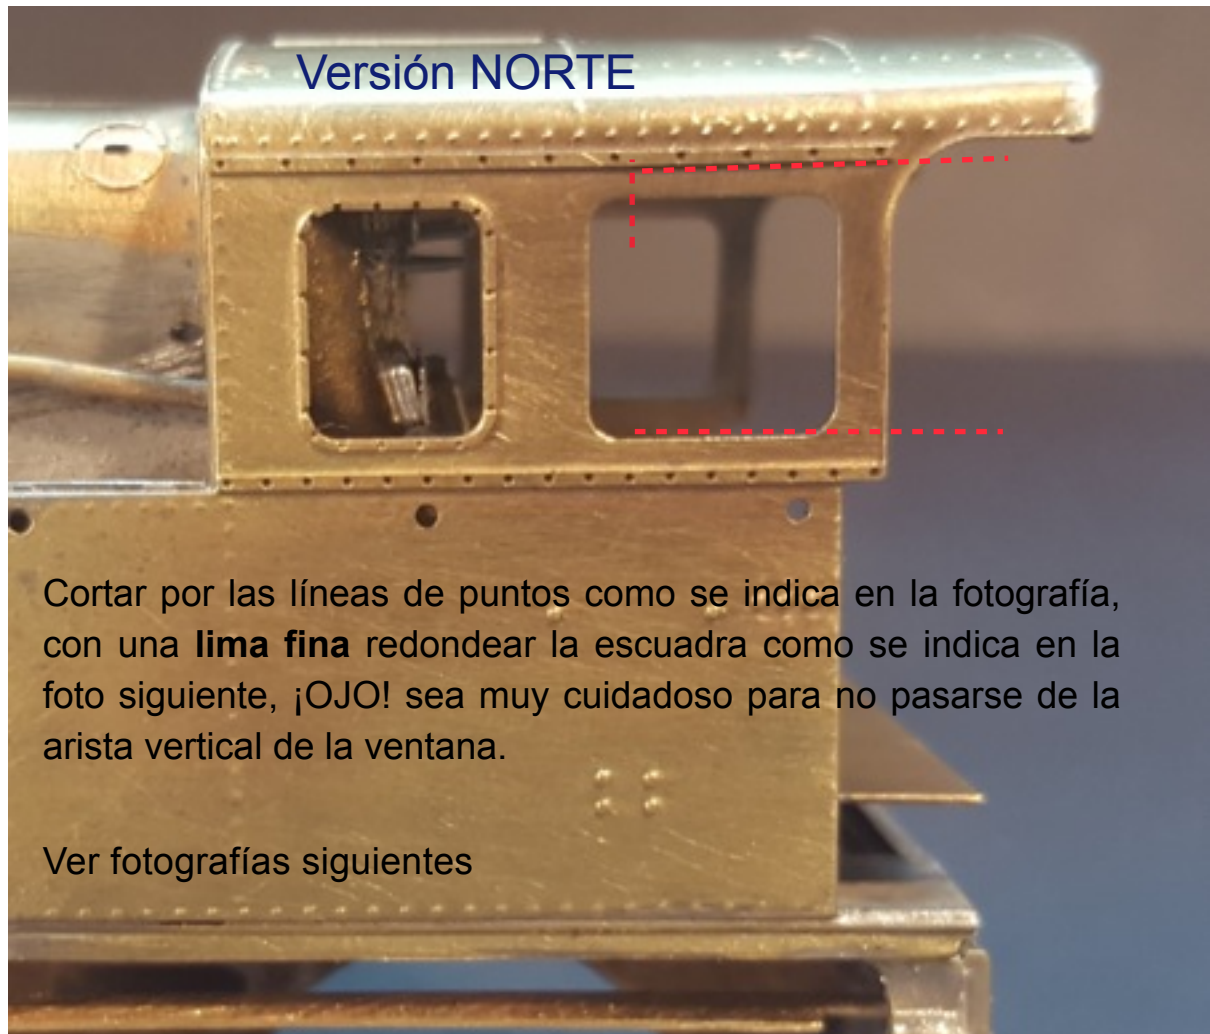 Versión NORTE
Cortar por las líneas de puntos como se indica en la fotografía,
con una lima fina redondear la escuadra como se indica en la
foto siguiente, ¡OJO! sea muy cuidadoso para no pasarse de la
arista vertical de la ventana.
Ver fotografías siguientes